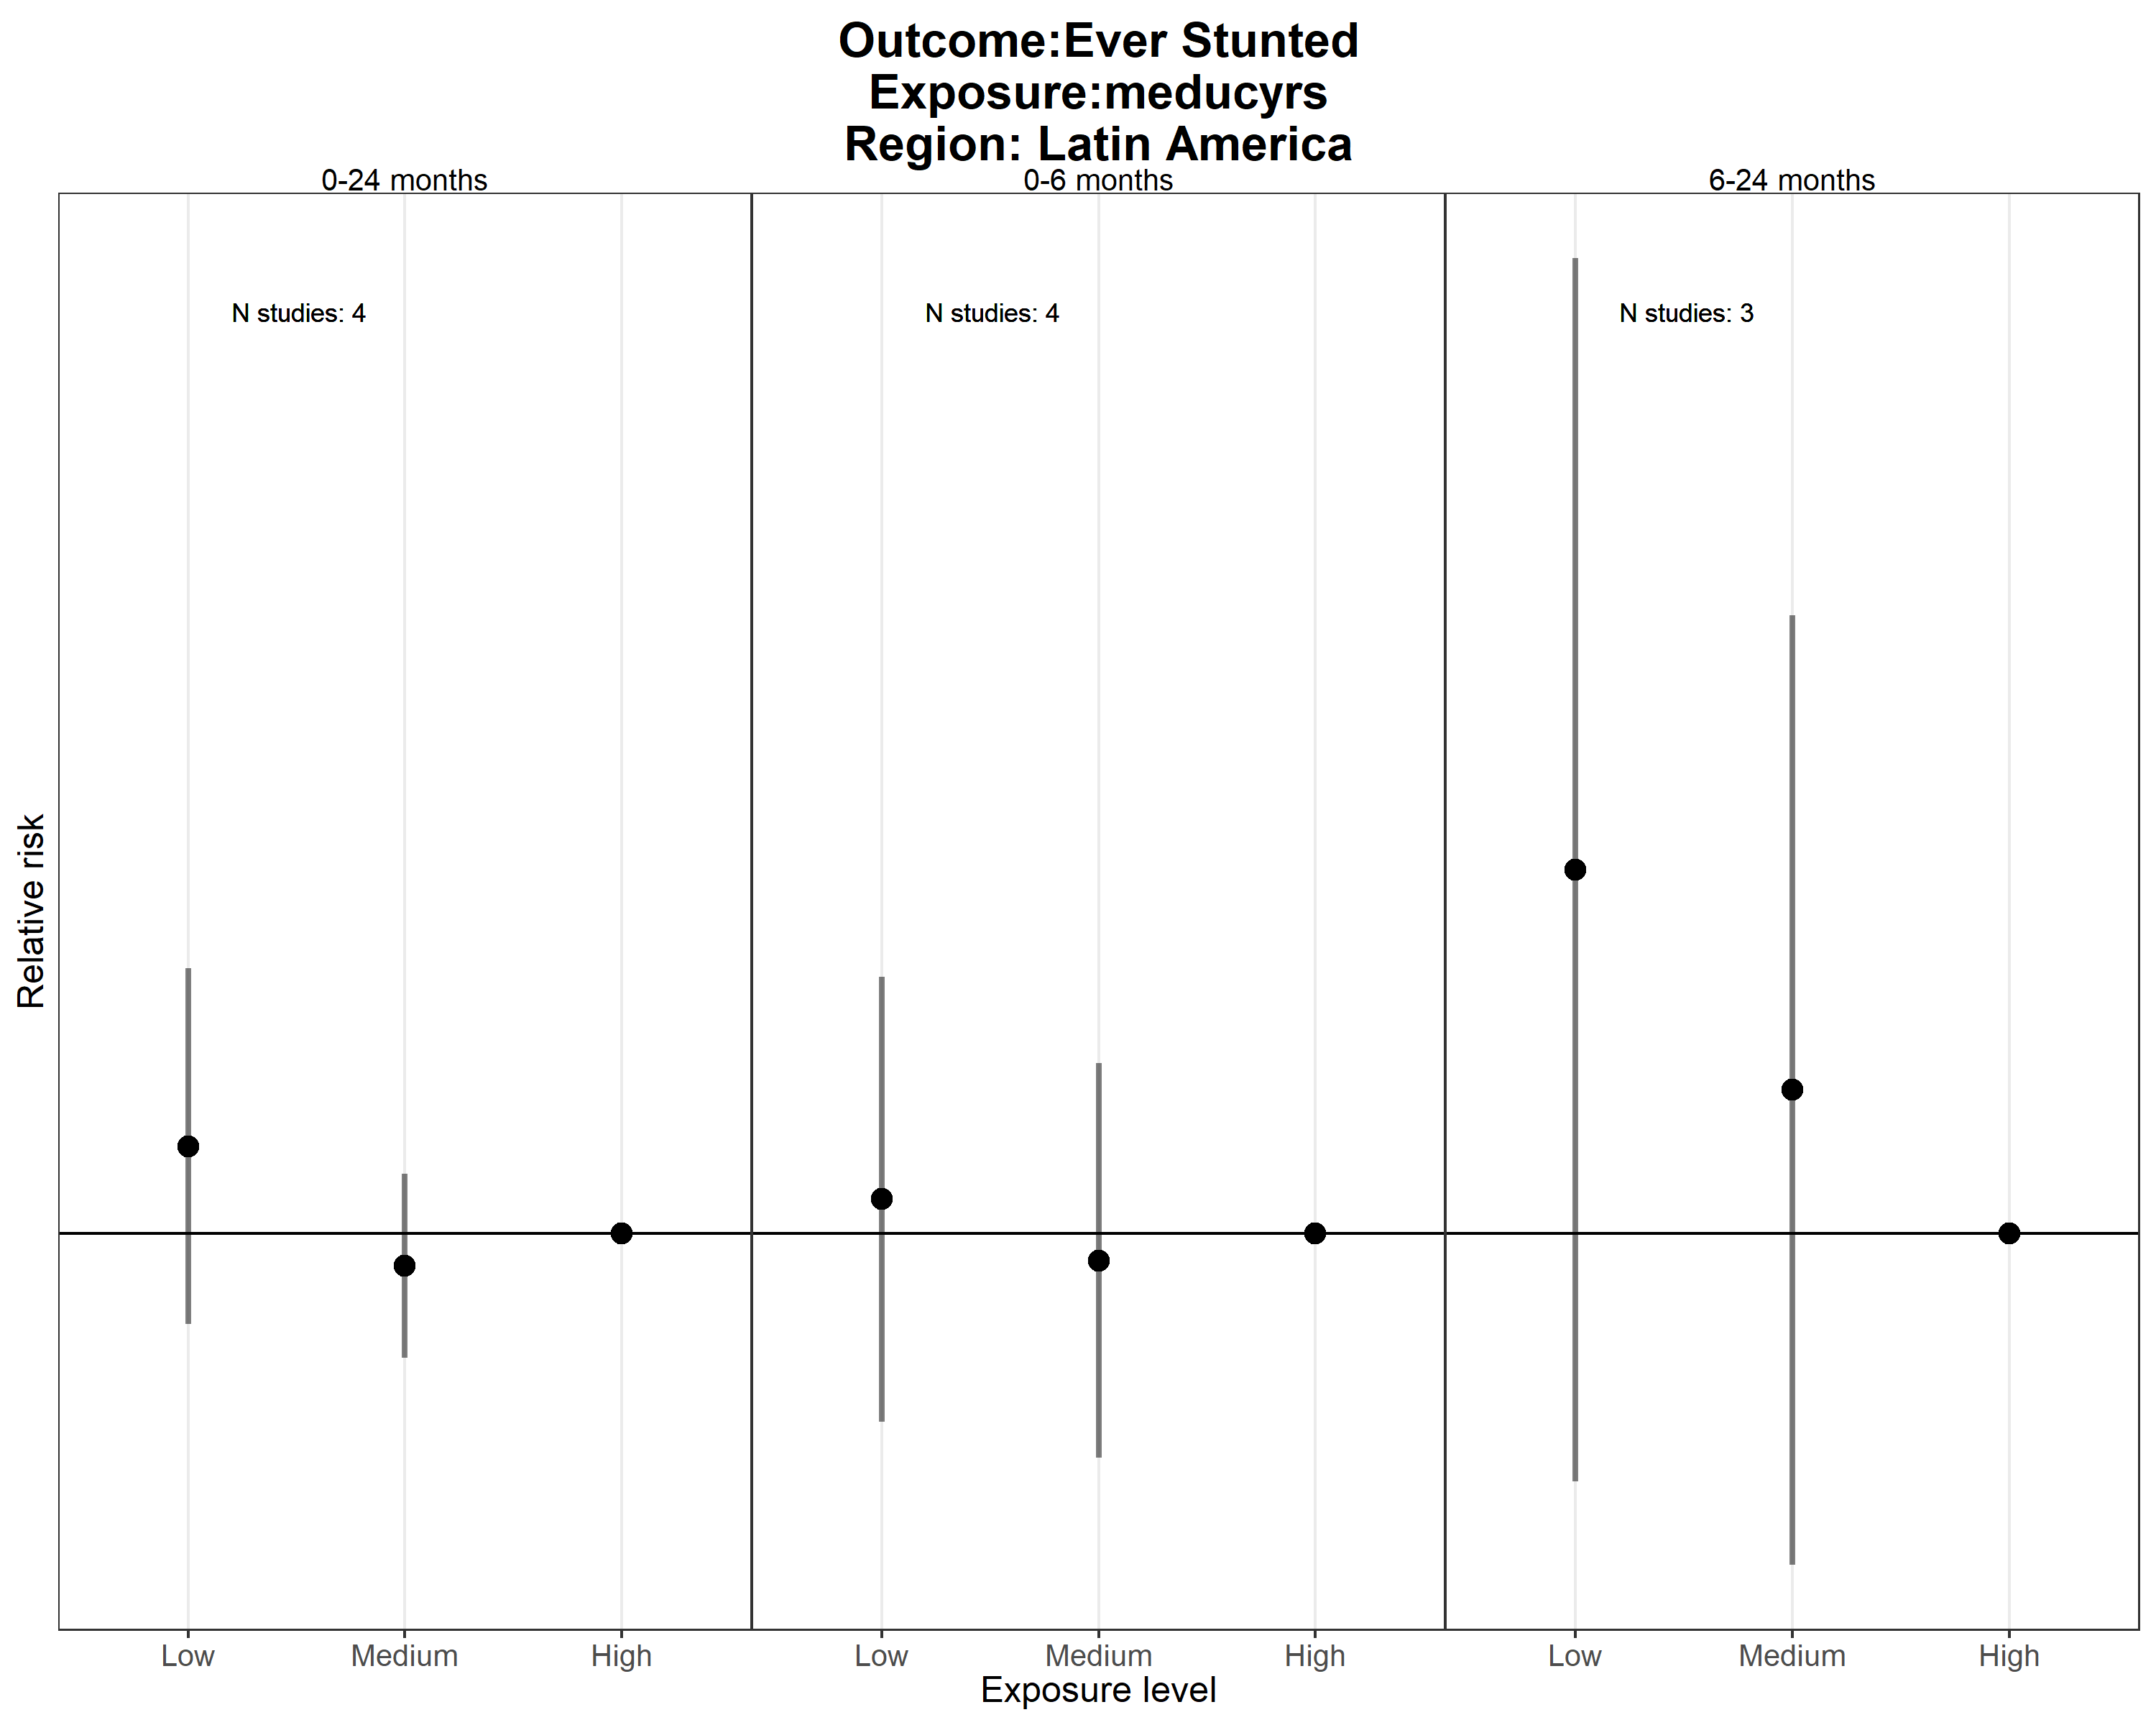 Outcome:Ever Stunted
Exposure:meducyrs
Region: Latin America
0-24 months
0-6 months
6-24 months
N studies: 4
N studies: 4
N studies: 3
Relative risk
Low
Medium
High
Low
Medium
High
Low
Medium
High
Exposure level